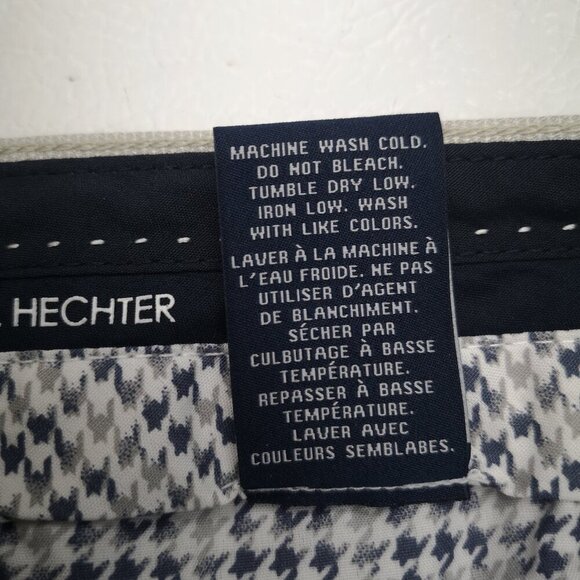 MACHINE WASH COLD.
DO NOT BLEACH.
TUMBLE DRY LOW.
IRON LOW. WASH
WITH LIKE COLORS.
LAVER À LA MACHINE À
L'EAU FROIDE. NE PAS
UTILISER D'AGENT
DE BLANCHIMENT.
SÉCHER PAR
CULBUTAGE À BASSE
TEMPÉRATURE.
REPASSER À BASSE
TEMPÉRATURE.
LAVER AVEC
COULEURS SEMBLABES.
HECHTER